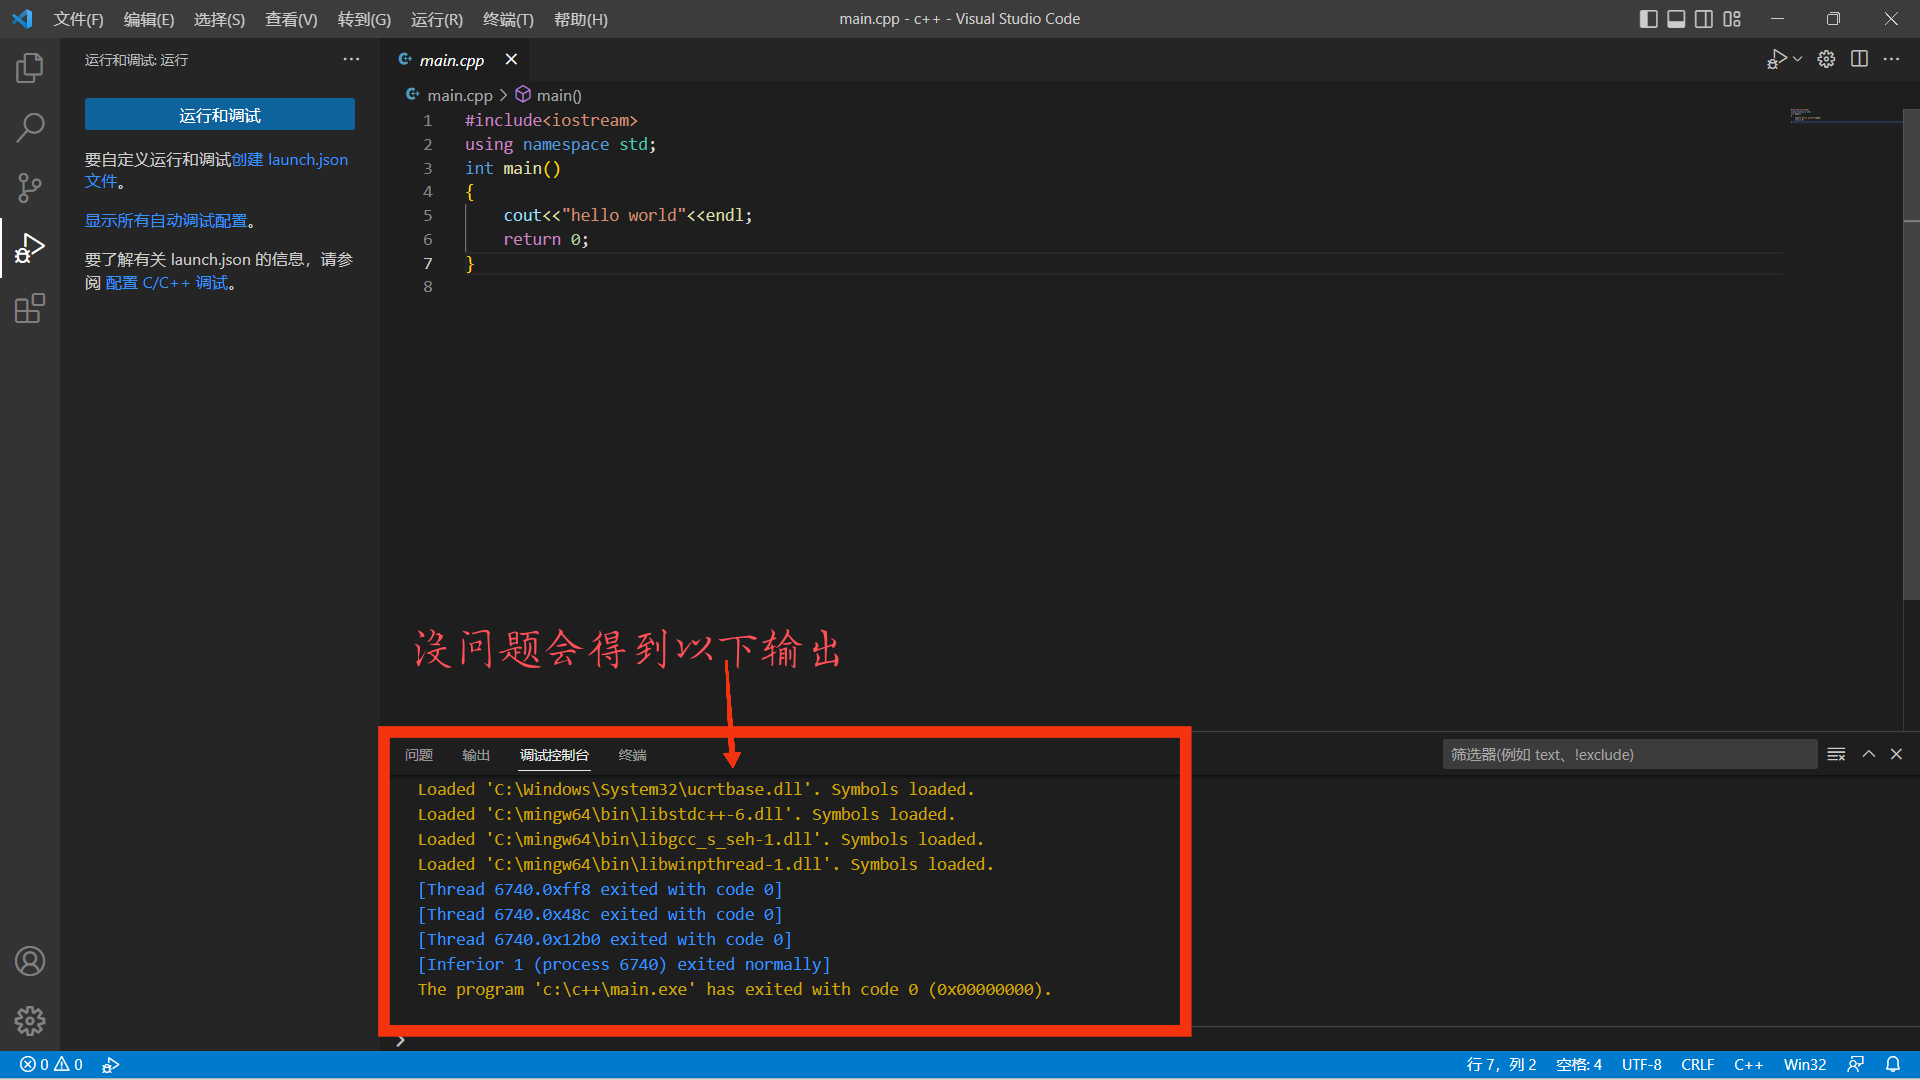 文件(F) 编辑(E) 选择(S) 查看(V) 转到(G) 运行(R) 终端(T) 帮助(H)
main.cpp - c++ - Visual Studio Code
运行和调试: 运行
运行和调试
要自定义运行和调试创建 launch.json
文件。
显示所有自动调试配置。
要了解有关 launch.json 的信息，请参
阅 配置 C/C++ 调试。
main.cpp
main.cpp > main()
1 #include<iostream>
2 using namespace std;
3 int main()
4 {
5     cout<<"hello world"<<endl;
6     return 0;
7 }
8
没问题会得到以下输出
问题 输出 调试控制台 终端
筛选器(例如 text、!exclude)
Loaded 'C:\Windows\System32\ucrtbase.dll'. Symbols loaded.
Loaded 'C:\mingw64\bin\libstdc++-6.dll'. Symbols loaded.
Loaded 'C:\mingw64\bin\libgcc_s_seh-1.dll'. Symbols loaded.
Loaded 'C:\mingw64\bin\libwinpthread-1.dll'. Symbols loaded.
[Thread 6740.0xff8 exited with code 0]
[Thread 6740.0x48c exited with code 0]
[Thread 6740.0x12b0 exited with code 0]
[Inferior 1 (process 6740) exited normally]
The program 'c:\c++\main.exe' has exited with code 0 (0x00000000).
0 0
行 7，列 2 空格: 4 UTF-8 CRLF C++ Win32